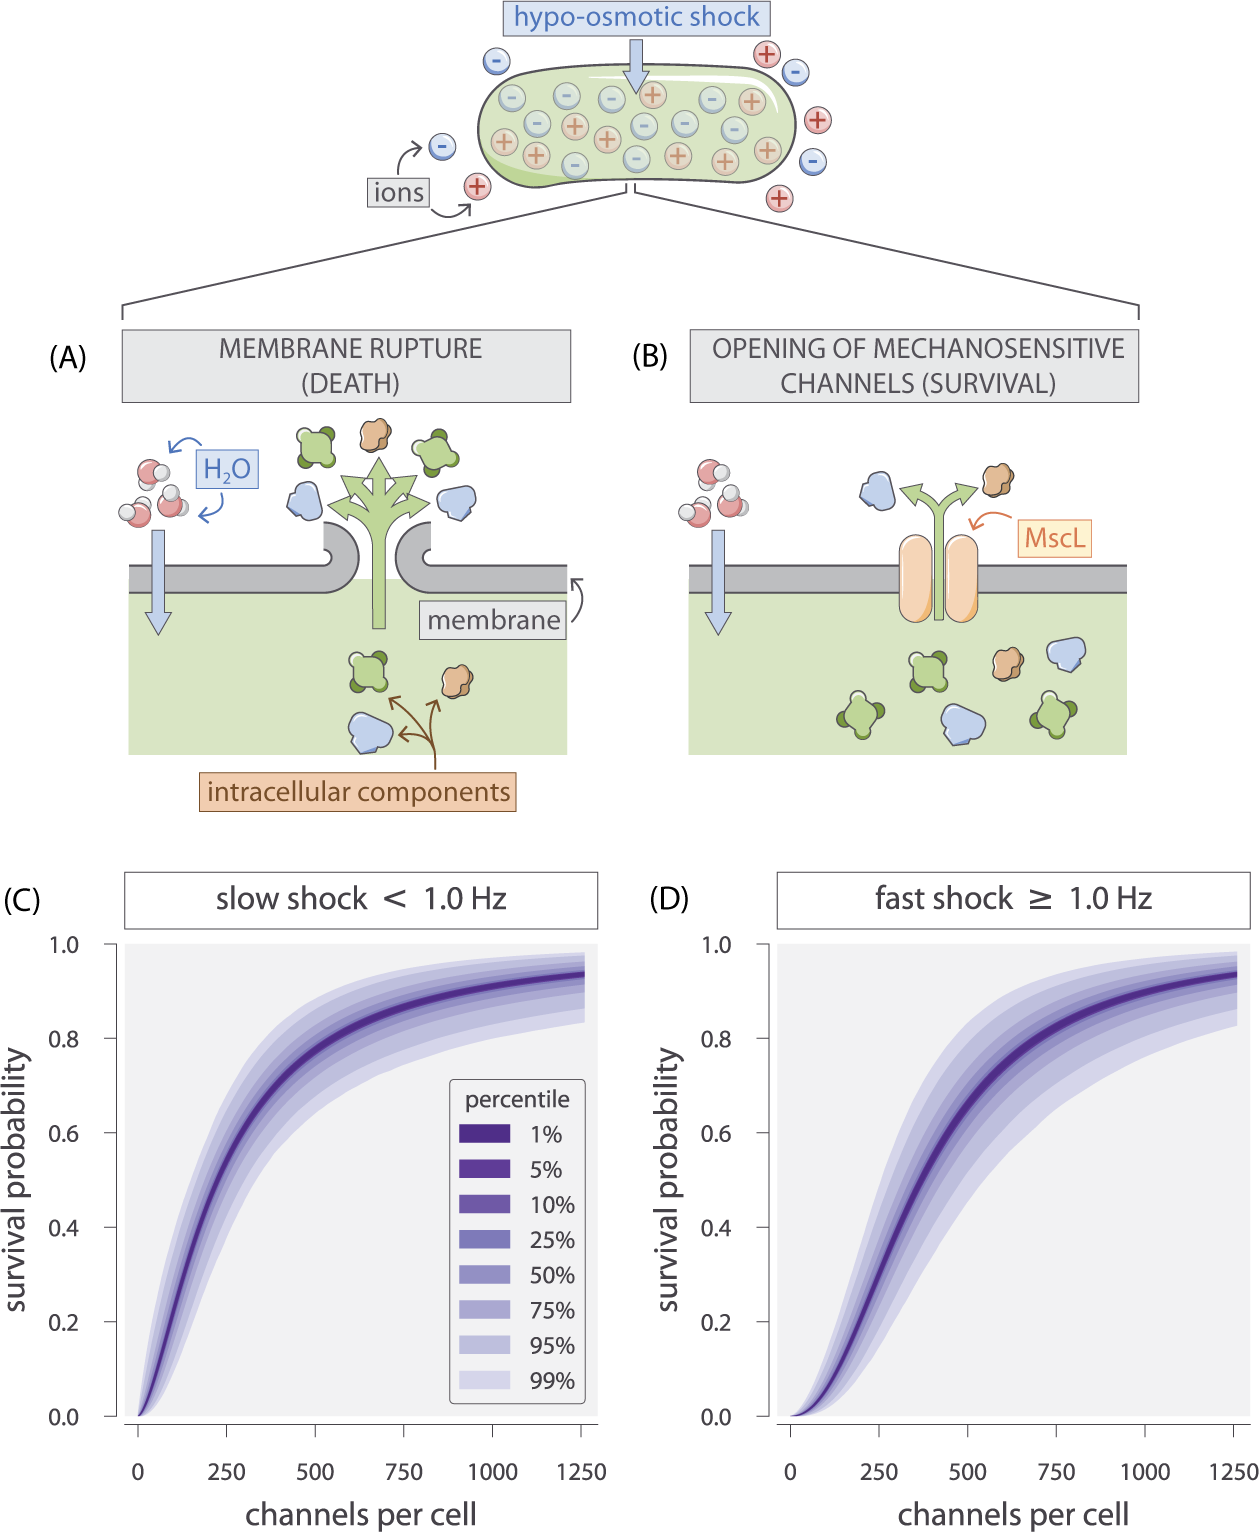 hypo-osmotic shock
ions
(A)
MEMBRANE RUPTURE
(DEATH)
(B)
OPENING OF MECHANOSENSITIVE
CHANNELS (SURVIVAL)
H₂O
MscL
membrane
intracellular components
(C)
slow shock < 1.0 Hz
1.0
0.8
0.6
0.4
0.2
0.0
survival probability
percentile
1%
5%
10%
25%
50%
75%
95%
99%
0 250 500 750 1000 1250
channels per cell
(D)
fast shock ≥ 1.0 Hz
1.0
0.8
0.6
0.4
0.2
0.0
survival probability
0 250 500 750 1000 1250
channels per cell